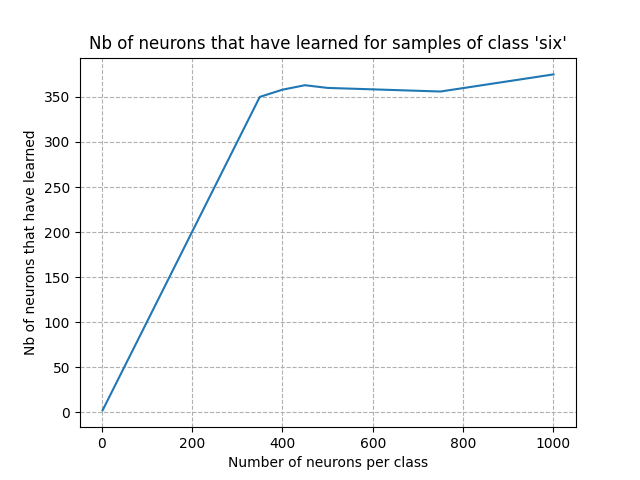 Nb of neurons that have learned for samples of class 'six'
Nb of neurons that have learned
350
300
250
200
150
100
50
0
0 200 400 600 800 1000
Number of neurons per class